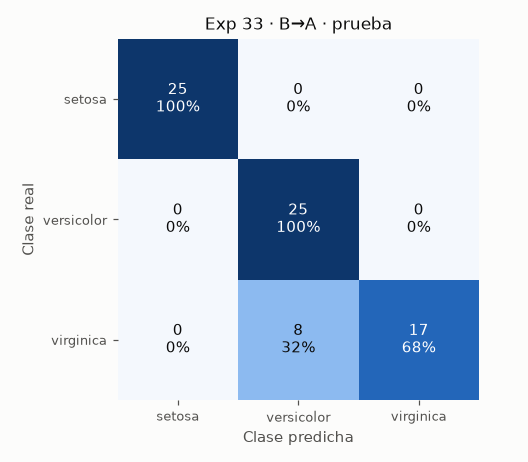 Exp 33 · B→A · prueba
Clase real
setosa
25
100%
0
0%
0
0%
versicolor
0
0%
25
100%
0
0%
virginica
0
0%
8
32%
17
68%
setosa
versicolor
virginica
Clase predicha